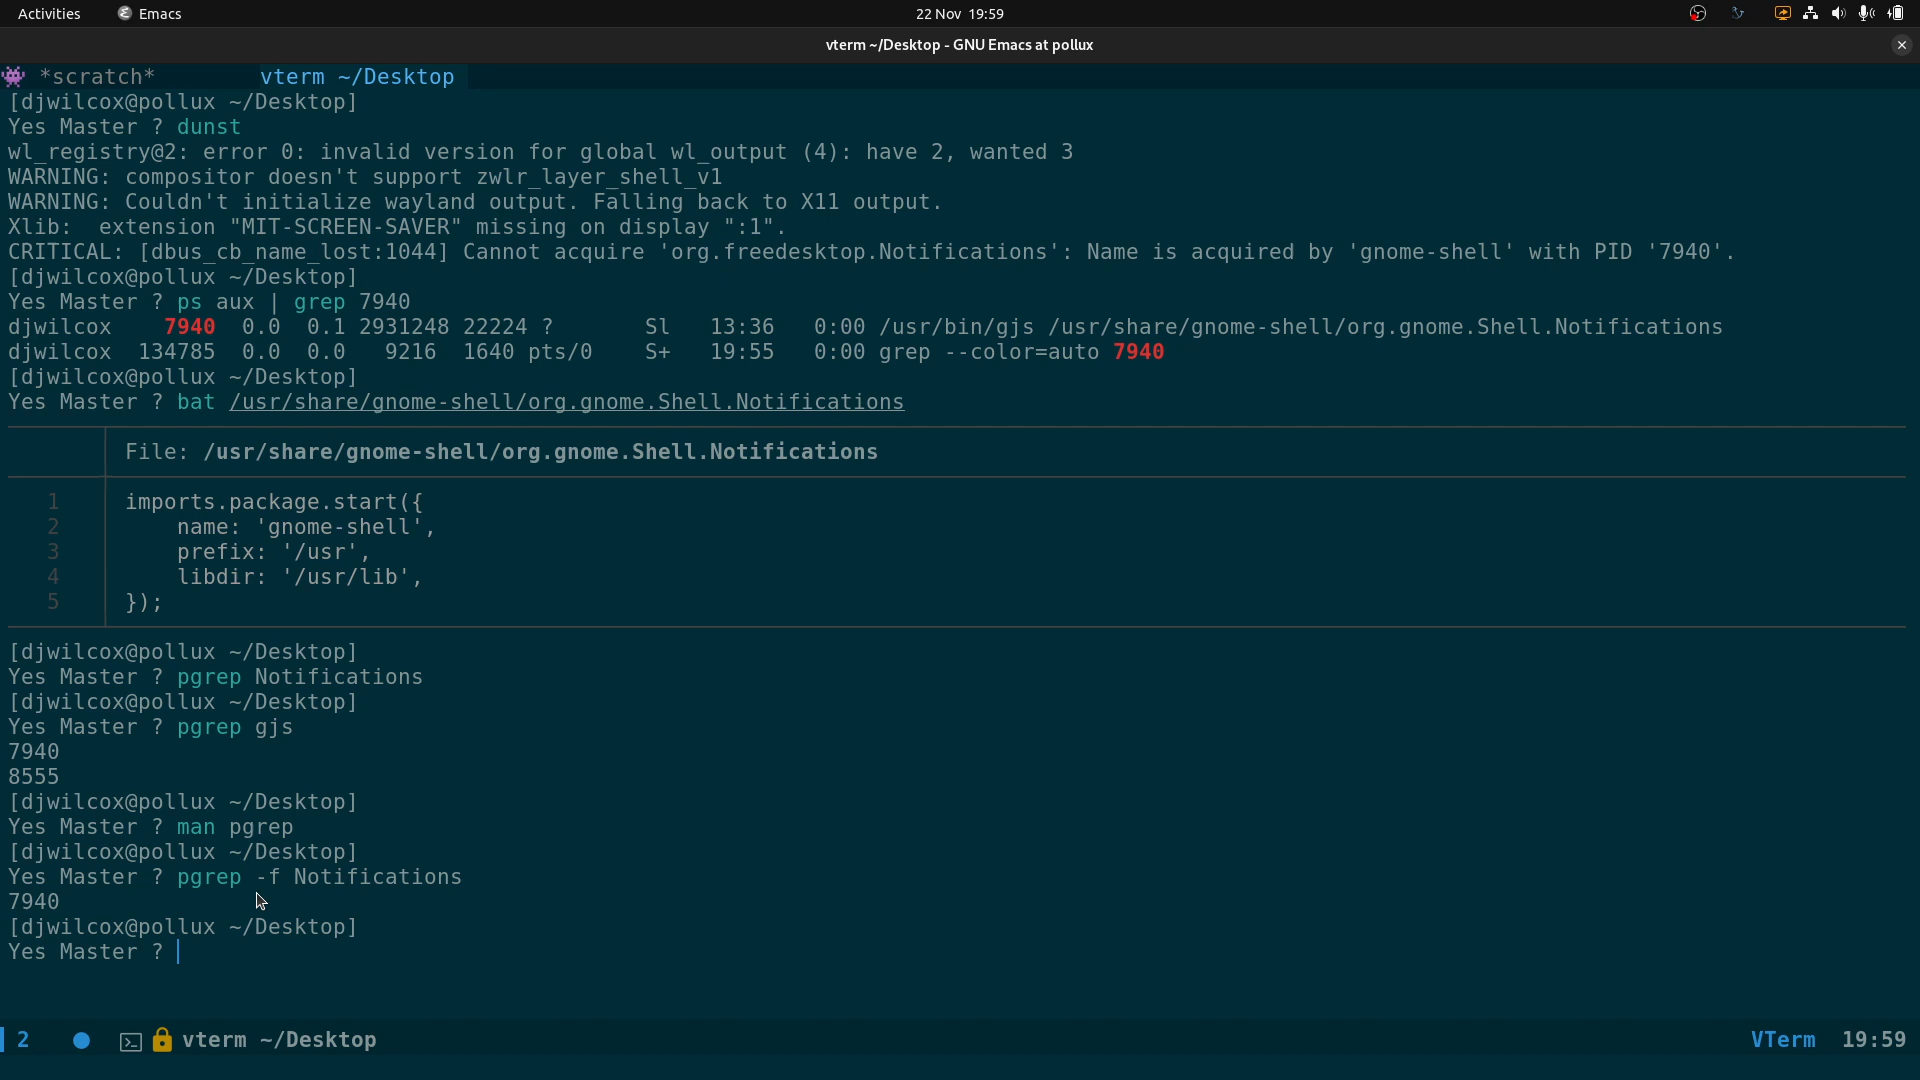 Activities Emacs 22 Nov 19:59
vterm ~/Desktop - GNU Emacs at pollux
*scratch* vterm ~/Desktop
[djwilcox@pollux ~/Desktop]
Yes Master ? dunst
wl_registry@2: error 0: invalid version for global wl_output (4): have 2, wanted 3
WARNING: compositor doesn't support zwlr_layer_shell_v1
WARNING: Couldn't initialize wayland output. Falling back to X11 output.
Xlib:  extension "MIT-SCREEN-SAVER" missing on display ":1".
CRITICAL: [dbus_cb_name_lost:1044] Cannot acquire 'org.freedesktop.Notifications': Name is acquired by 'gnome-shell' with PID '7940'.
[djwilcox@pollux ~/Desktop]
Yes Master ? ps aux | grep 7940
djwilcox    7940  0.0  0.1 2931248 22224 ?       Sl   13:36   0:00 /usr/bin/gjs /usr/share/gnome-shell/org.gnome.Shell.Notifications
djwilcox  134785  0.0  0.0   9216  1640 pts/0    S+   19:55   0:00 grep --color=auto 7940
[djwilcox@pollux ~/Desktop]
Yes Master ? bat /usr/share/gnome-shell/org.gnome.Shell.Notifications
File: /usr/share/gnome-shell/org.gnome.Shell.Notifications
1 imports.package.start({
2     name: 'gnome-shell',
3     prefix: '/usr',
4     libdir: '/usr/lib',
5 });
[djwilcox@pollux ~/Desktop]
Yes Master ? pgrep Notifications
[djwilcox@pollux ~/Desktop]
Yes Master ? pgrep gjs
7940
8555
[djwilcox@pollux ~/Desktop]
Yes Master ? man pgrep
[djwilcox@pollux ~/Desktop]
Yes Master ? pgrep -f Notifications
7940
[djwilcox@pollux ~/Desktop]
Yes Master ?
2 vterm ~/Desktop VTerm 19:59